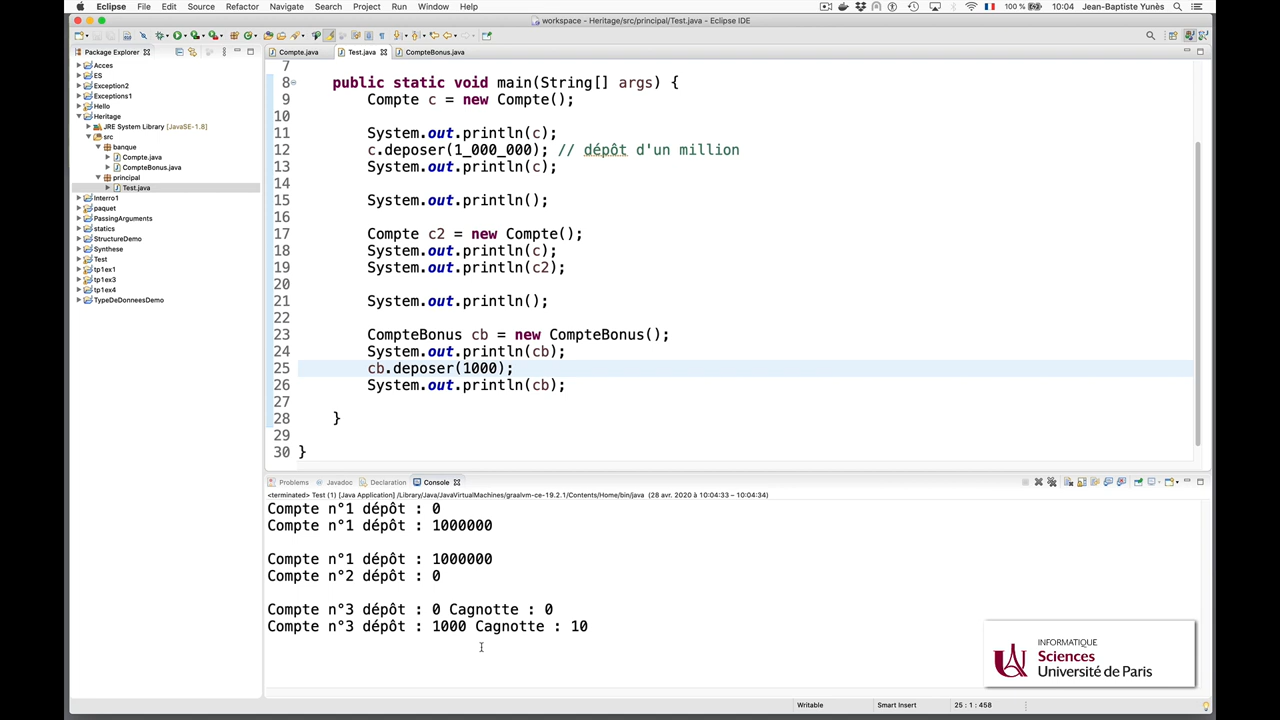 Eclipse File Edit Source Refactor Navigate Search Project Run Window Help 100 % 10:04 Jean-Baptiste Yunès
workspace - Heritage/src/principal/Test.java - Eclipse IDE
Package Explorer
Acces
ES
Exception2
Exceptions1
Hello
Heritage
JRE System Library [JavaSE-1.8]
src
banque
Compte.java
CompteBonus.java
principal
Test.java
Interro1
paquet
PassingArguments
statics
StructureDemo
Synthese
Test
tp1ex1
tp1ex3
tp1ex4
TypeDeDonneesDemo
Compte.java Test.java CompteBonus.java
7
8 public static void main(String[] args) {
9 Compte c = new Compte();
10
11 System.out.println(c);
12 c.deposer(1_000_000); // dépôt d'un million
13 System.out.println(c);
14
15 System.out.println();
16
17 Compte c2 = new Compte();
18 System.out.println(c);
19 System.out.println(c2);
20
21 System.out.println();
22
23 CompteBonus cb = new CompteBonus();
24 System.out.println(cb);
25 cb.deposer(1000);
26 System.out.println(cb);
27
28 }
29
30 }
Problems Javadoc Declaration Console
<terminated> Test (1) [Java Application] /Library/Java/JavaVirtualMachines/graalvm-ce-19.2.1/Contents/Home/bin/java (28 avr. 2020 à 10:04:33 – 10:04:34)
Compte n°1 dépôt : 0
Compte n°1 dépôt : 1000000
Compte n°1 dépôt : 1000000
Compte n°2 dépôt : 0
Compte n°3 dépôt : 0 Cagnotte : 0
Compte n°3 dépôt : 1000 Cagnotte : 10
INFORMATIQUE
Sciences
Université de Paris
Writable Smart Insert 25 : 1 : 458